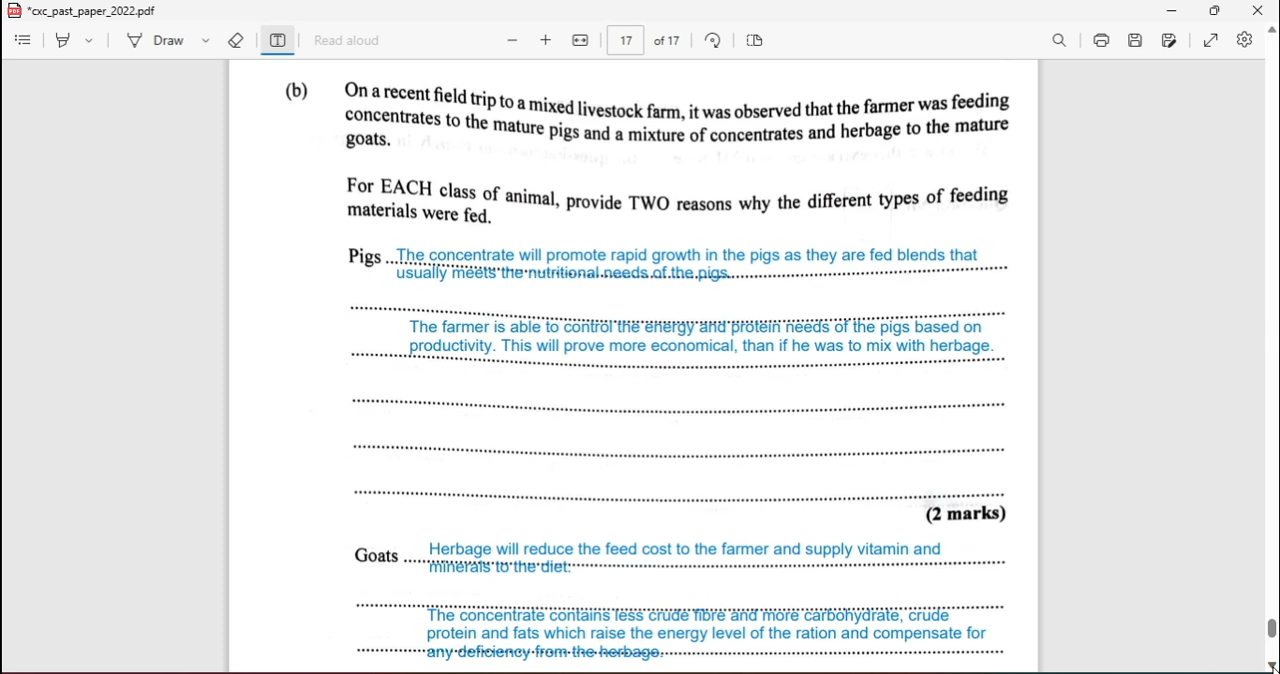 *cxc_past_paper_2022.pdf
Draw
Read aloud
17
of 17
(b) On a recent field trip to a mixed livestock farm, it was observed that the farmer was feeding
concentrates to the mature pigs and a mixture of concentrates and herbage to the mature
goats.
For EACH class of animal, provide TWO reasons why the different types of feeding
materials were fed.
Pigs The concentrate will promote rapid growth in the pigs as they are fed blends that
usually meets the nutritional needs of the pigs.
The farmer is able to control the energy and protein needs of the pigs based on
productivity. This will prove more economical, than if he was to mix with herbage.
(2 marks)
Goats Herbage will reduce the feed cost to the farmer and supply vitamin and
minerals to the diet.
The concentrate contains less crude fibre and more carbohydrate, crude
protein and fats which raise the energy level of the ration and compensate for
any deficiency from the herbage.